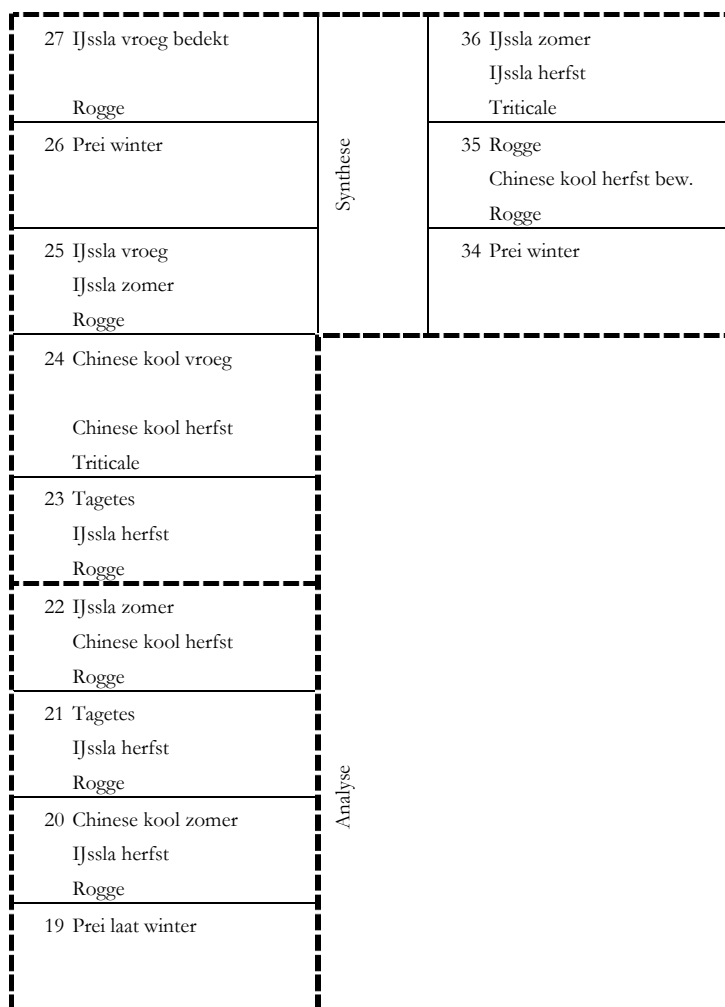 27 IJssla vroeg bedekt
Rogge
26 Prei winter
25 IJssla vroeg
IJssla zomer
Rogge
24 Chinese kool vroeg
Chinese kool herfst
Triticale
23 Tagetes
IJssla herfst
Rogge
22 IJssla zomer
Chinese kool herfst
Rogge
21 Tagetes
IJssla herfst
Rogge
20 Chinese kool zomer
IJssla herfst
Rogge
19 Prei laat winter
Synthese
Analyse
36 IJssla zomer
IJssla herfst
Triticale
35 Rogge
Chinese kool herfst bew.
Rogge
34 Prei winter